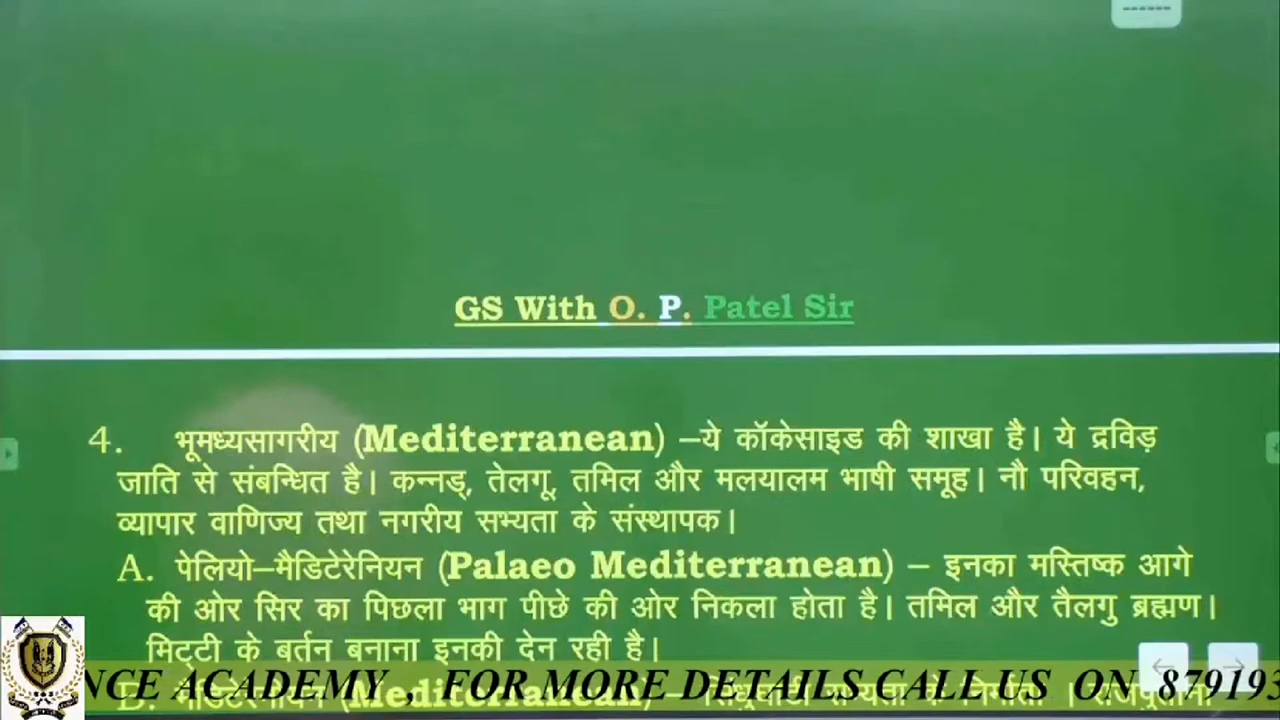 ------
GS With O. P. Patel Sir
4. भूमध्यसागरीय (Mediterranean) –ये कॉकेसाइड की शाखा है। ये द्रविड़
जाति से संबन्धित है। कन्नड़, तेलगू, तमिल और मलयालम भाषी समूह। नौ परिवहन,
व्यापार वाणिज्य तथा नगरीय सभ्यता के संस्थापक।
A. पेलियो–मैडिटेरेनियन (Palaeo Mediterranean) – इनका मस्तिष्क आगे
की ओर सिर का पिछला भाग पीछे की ओर निकला होता है। तमिल और तैलगु ब्रह्मण।
मिट्टी के बर्तन बनाना इनकी देन रही है।
NCE ACADEMY , FOR MORE DETAILS CALL US ON 879193
B. (Mediterranean) –